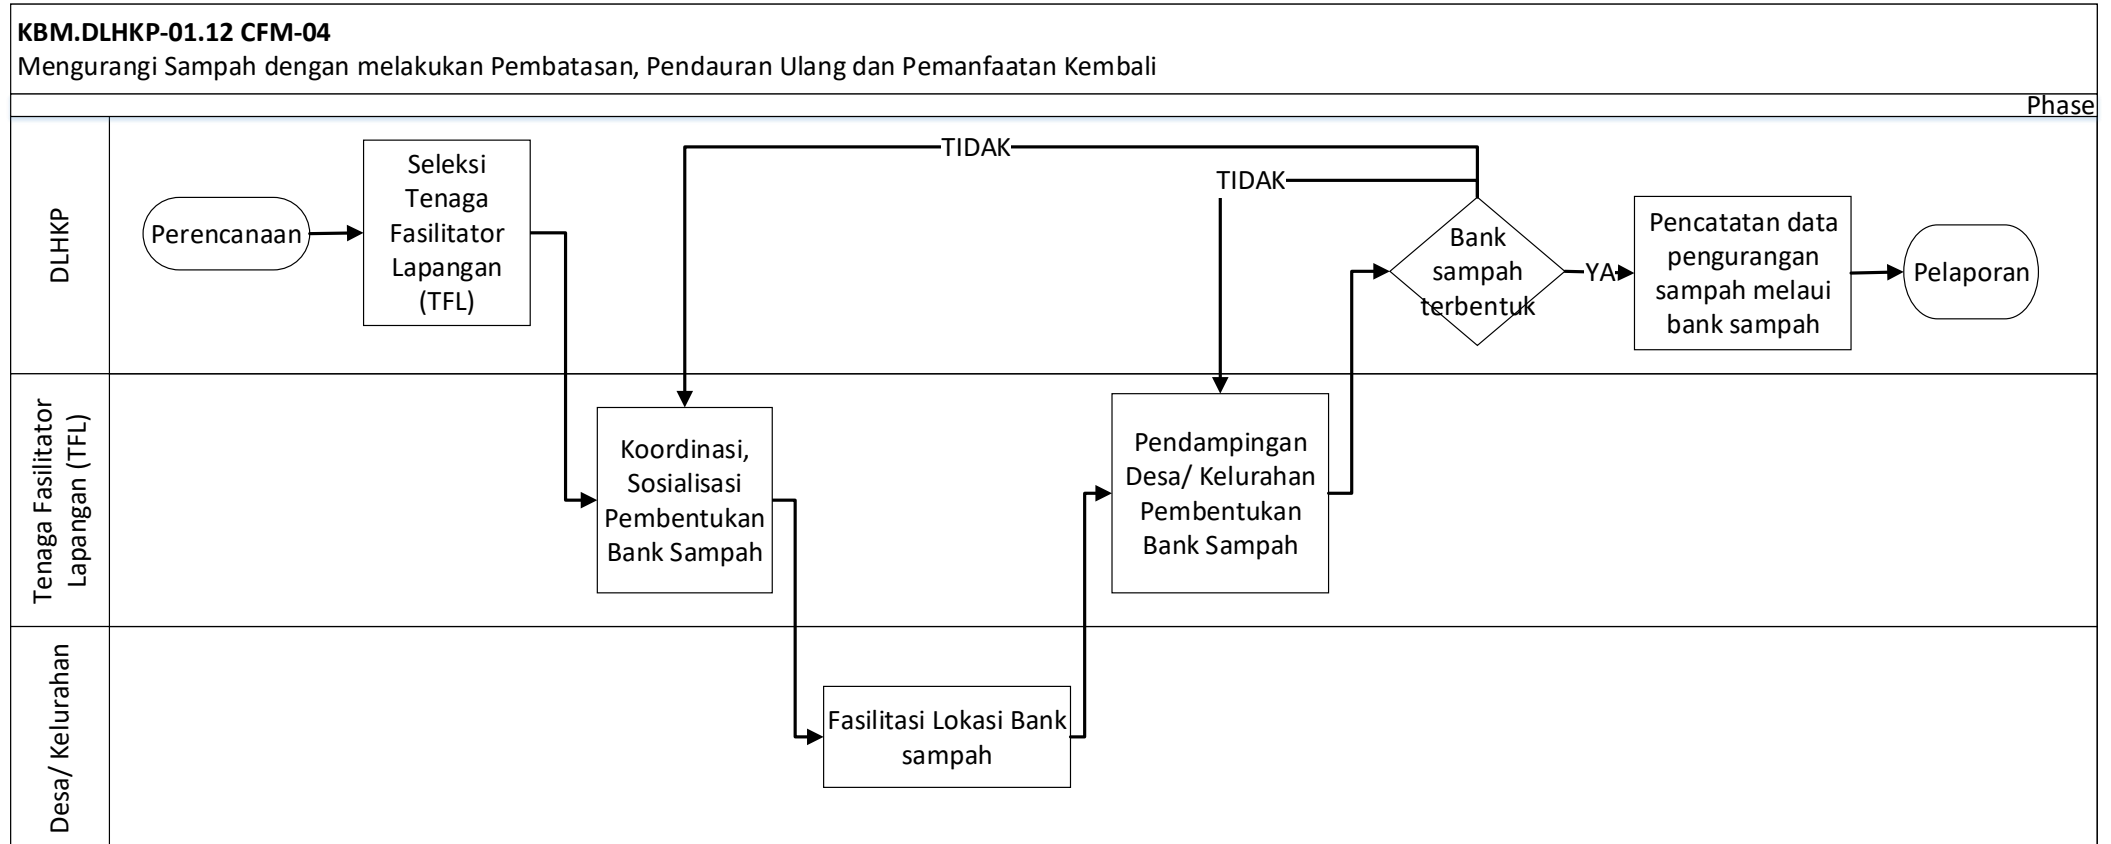 KBM.DLHKP-01.12 CFM-04
Mengurangi Sampah dengan melakukan Pembatasan, Pendauran Ulang dan Pemanfaatan Kembali
Phase
DLHKP
Perencanaan
Seleksi
Tenaga
Fasilitator
Lapangan
(TFL)
TIDAK
TIDAK
Bank
sampah
terbentuk
YA
Pencatatan data
pengurangan
sampah melaui
bank sampah
Pelaporan
Tenaga Fasilitator
Lapangan (TFL)
Koordinasi,
Sosialisasi
Pembentukan
Bank Sampah
Pendampingan
Desa/ Kelurahan
Pembentukan
Bank Sampah
Desa/ Kelurahan
Fasilitasi Lokasi Bank
sampah